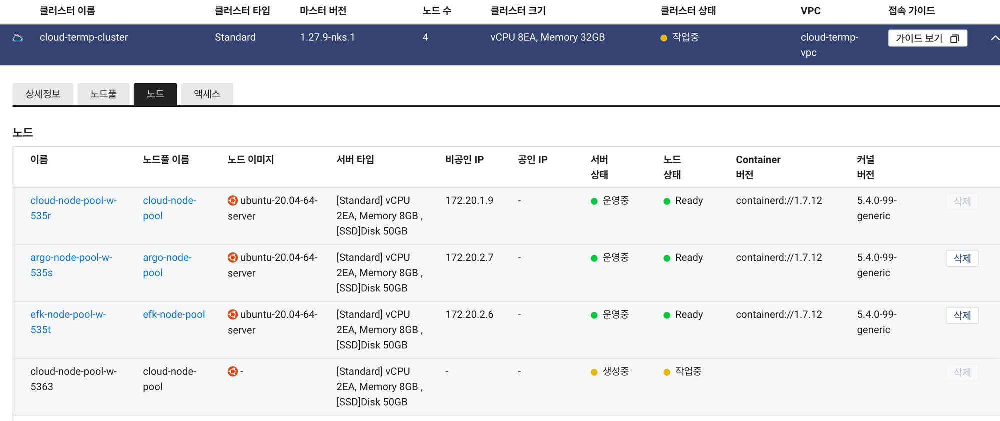 클러스터 이름 클러스터 타입 마스터 버전 노드 수 클러스터 크기 클러스터 상태 VPC 접속 가이드
cloud-termp-cluster Standard 1.27.9-nks.1 4 vCPU 8EA, Memory 32GB 작업중 cloud-termp- 가이드 보기
vpc
상세정보 노드풀 노드 액세스
노드
이름 노드풀 이름 노드 이미지 서버 타입 비공인 IP 공인 IP 서버 노드 Container 커널
상태 상태 버전 버전
cloud-node-pool-w- cloud-node- ubuntu-20.04-64- [Standard] vCPU 172.20.1.9 - 운영중 Ready containerd://1.7.12 5.4.0-99- 삭제
535r pool server 2EA, Memory 8GB , generic
[SSD]Disk 50GB
argo-node-pool-w- argo-node- ubuntu-20.04-64- [Standard] vCPU 172.20.2.7 - 운영중 Ready containerd://1.7.12 5.4.0-99- 삭제
535s pool server 2EA, Memory 8GB , generic
[SSD]Disk 50GB
efk-node-pool-w- efk-node-pool ubuntu-20.04-64- [Standard] vCPU 172.20.2.6 - 운영중 Ready containerd://1.7.12 5.4.0-99- 삭제
535t server 2EA, Memory 8GB , generic
[SSD]Disk 50GB
cloud-node-pool-w- cloud-node- - [Standard] vCPU - - 생성중 작업중 삭제
5363 pool 2EA, Memory 8GB ,
[SSD]Disk 50GB